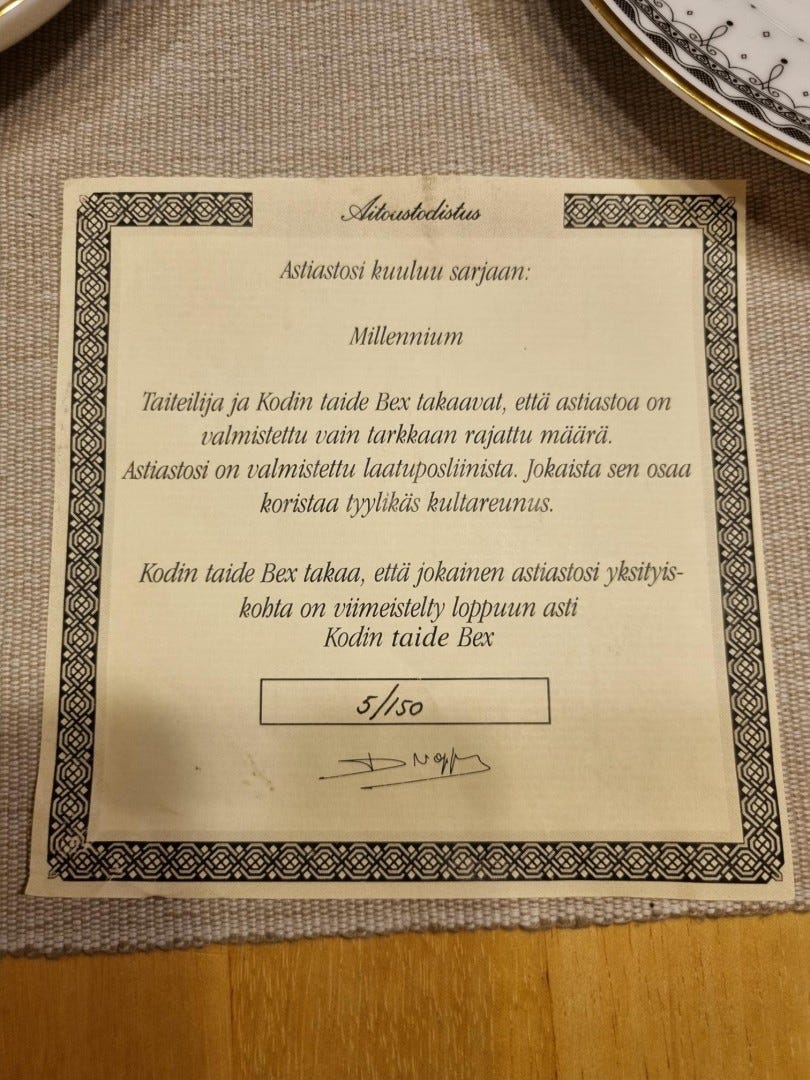 Aitoustodistus
Astiastosi kuuluu sarjaan:
Millennium
Taiteilija ja Kodin taide Bex takaavat, että astiastoa on
valmistettu vain tarkkaan rajattu määrä.
Astiastosi on valmistettu laatuposliinista. Jokaista sen osaa
koristaa tyylikäs kultareunus.
Kodin taide Bex takaa, että jokainen astiastosi yksityis-
kohta on viimeistelty loppuun asti
Kodin taide Bex
5/150